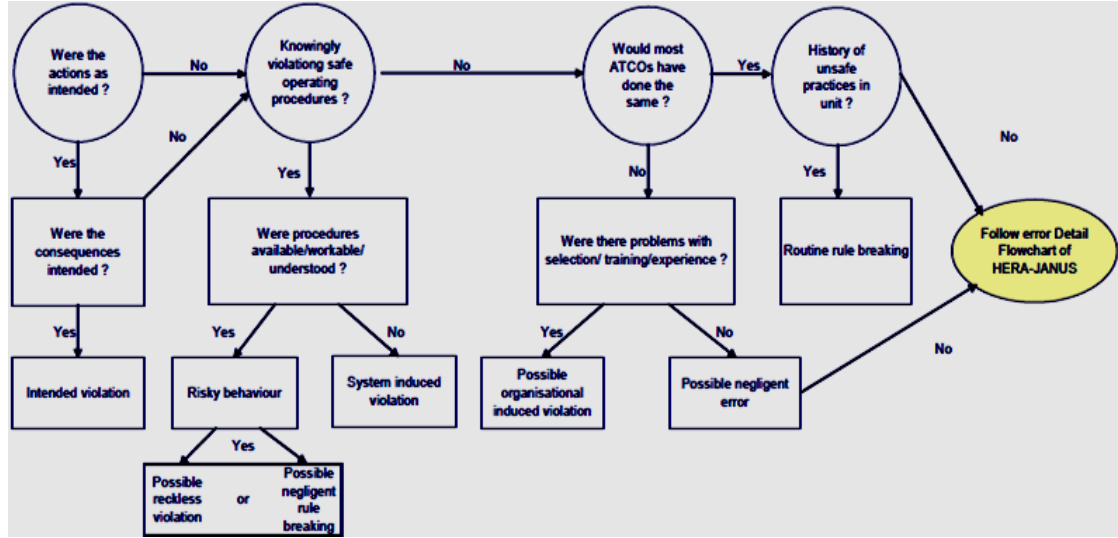 Were the
actions as
intended ?
No
Knowingly
violationg safe
operating
procedures ?
No
Would most
ATCOs have
done the
same ?
Yes
History of
unsafe
practices in
unit ?
No
Yes
No
Yes
No
Yes
Were the
consequences
intended ?
Were procedures
available/workable/
understood ?
Were there problems with
selection/ training/experience ?
Routine rule breaking
Follow error Detail
Flowchart of
HERA-JANUS
Yes
Yes
No
Yes
No
No
Intended violation
Risky behaviour
System induced
violation
Possible
organisational
induced violation
Possible negligent
error
Yes
Possible
reckless
violation
or
Possible
negligent
rule
breaking